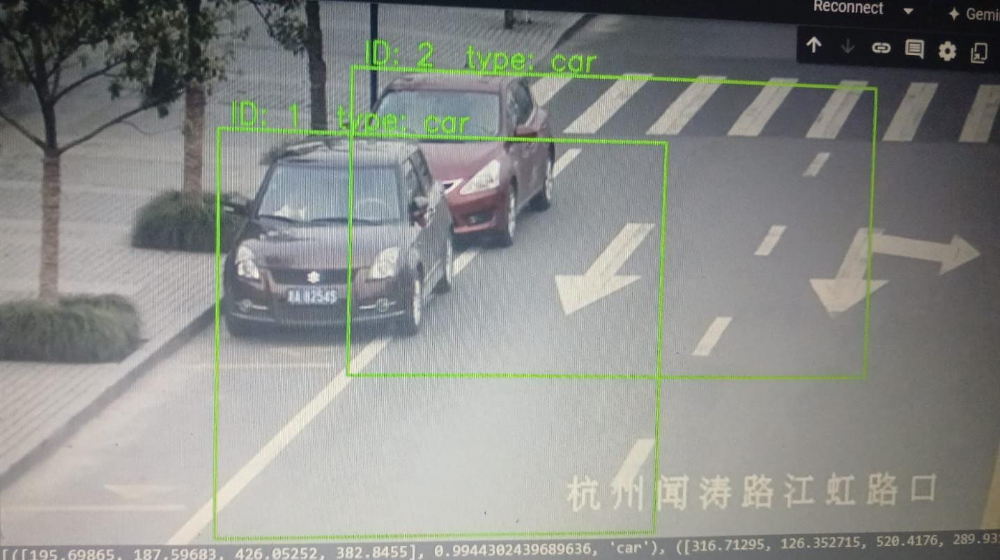 Reconnect
Gemi
ID: 2 type: car
ID: 1 type: car
82545
杭州闻涛路江虹路口
[([195.69865, 187.59683, 426.05252, 382.8455], 0.9944302439689636, 'car'), ([316.71295, 126.352715, 520.4176, 289.93